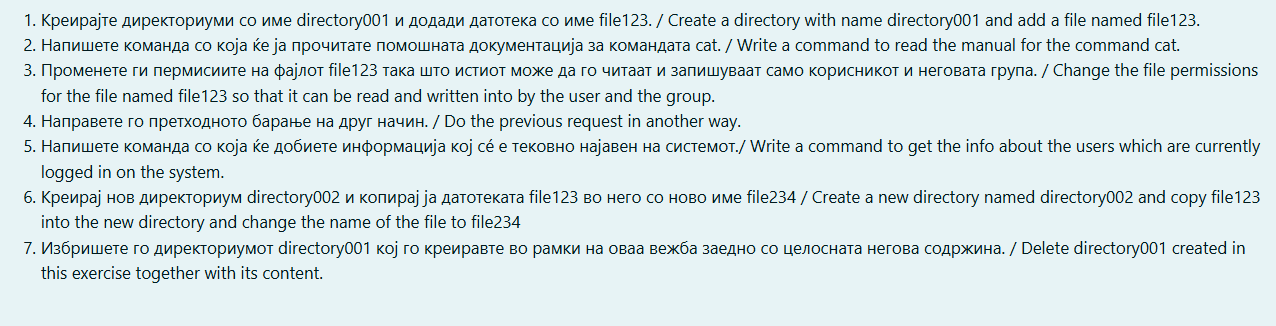 1. Креирајте директориуми со име directory001 и додади датотека со име file123. / Create a directory with name directory001 and add a file named file123.
2. Напишете команда со која ќе ја прочитате помошната документација за командата cat. / Write a command to read the manual for the command cat.
3. Променете ги пермисиите на фајлот file123 така што истиот може да го читаат и запишуваат само корисникот и неговата група. / Change the file permissions
for the file named file123 so that it can be read and written into by the user and the group.
4. Направете го претходното барање на друг начин. / Do the previous request in another way.
5. Напишете команда со која ќе добиете информација кој сé е тековно најавен на системот./ Write a command to get the info about the users which are currently
logged in on the system.
6. Креирај нов директориум directory002 и копирај ја датотеката file123 во него со ново име file234 / Create a new directory named directory002 and copy file123
into the new directory and change the name of the file to file234
7. Избришете го директориумот directory001 кој го креиравте во рамки на оваа вежба заедно со целосната негова содржина. / Delete directory001 created in
this exercise together with its content.